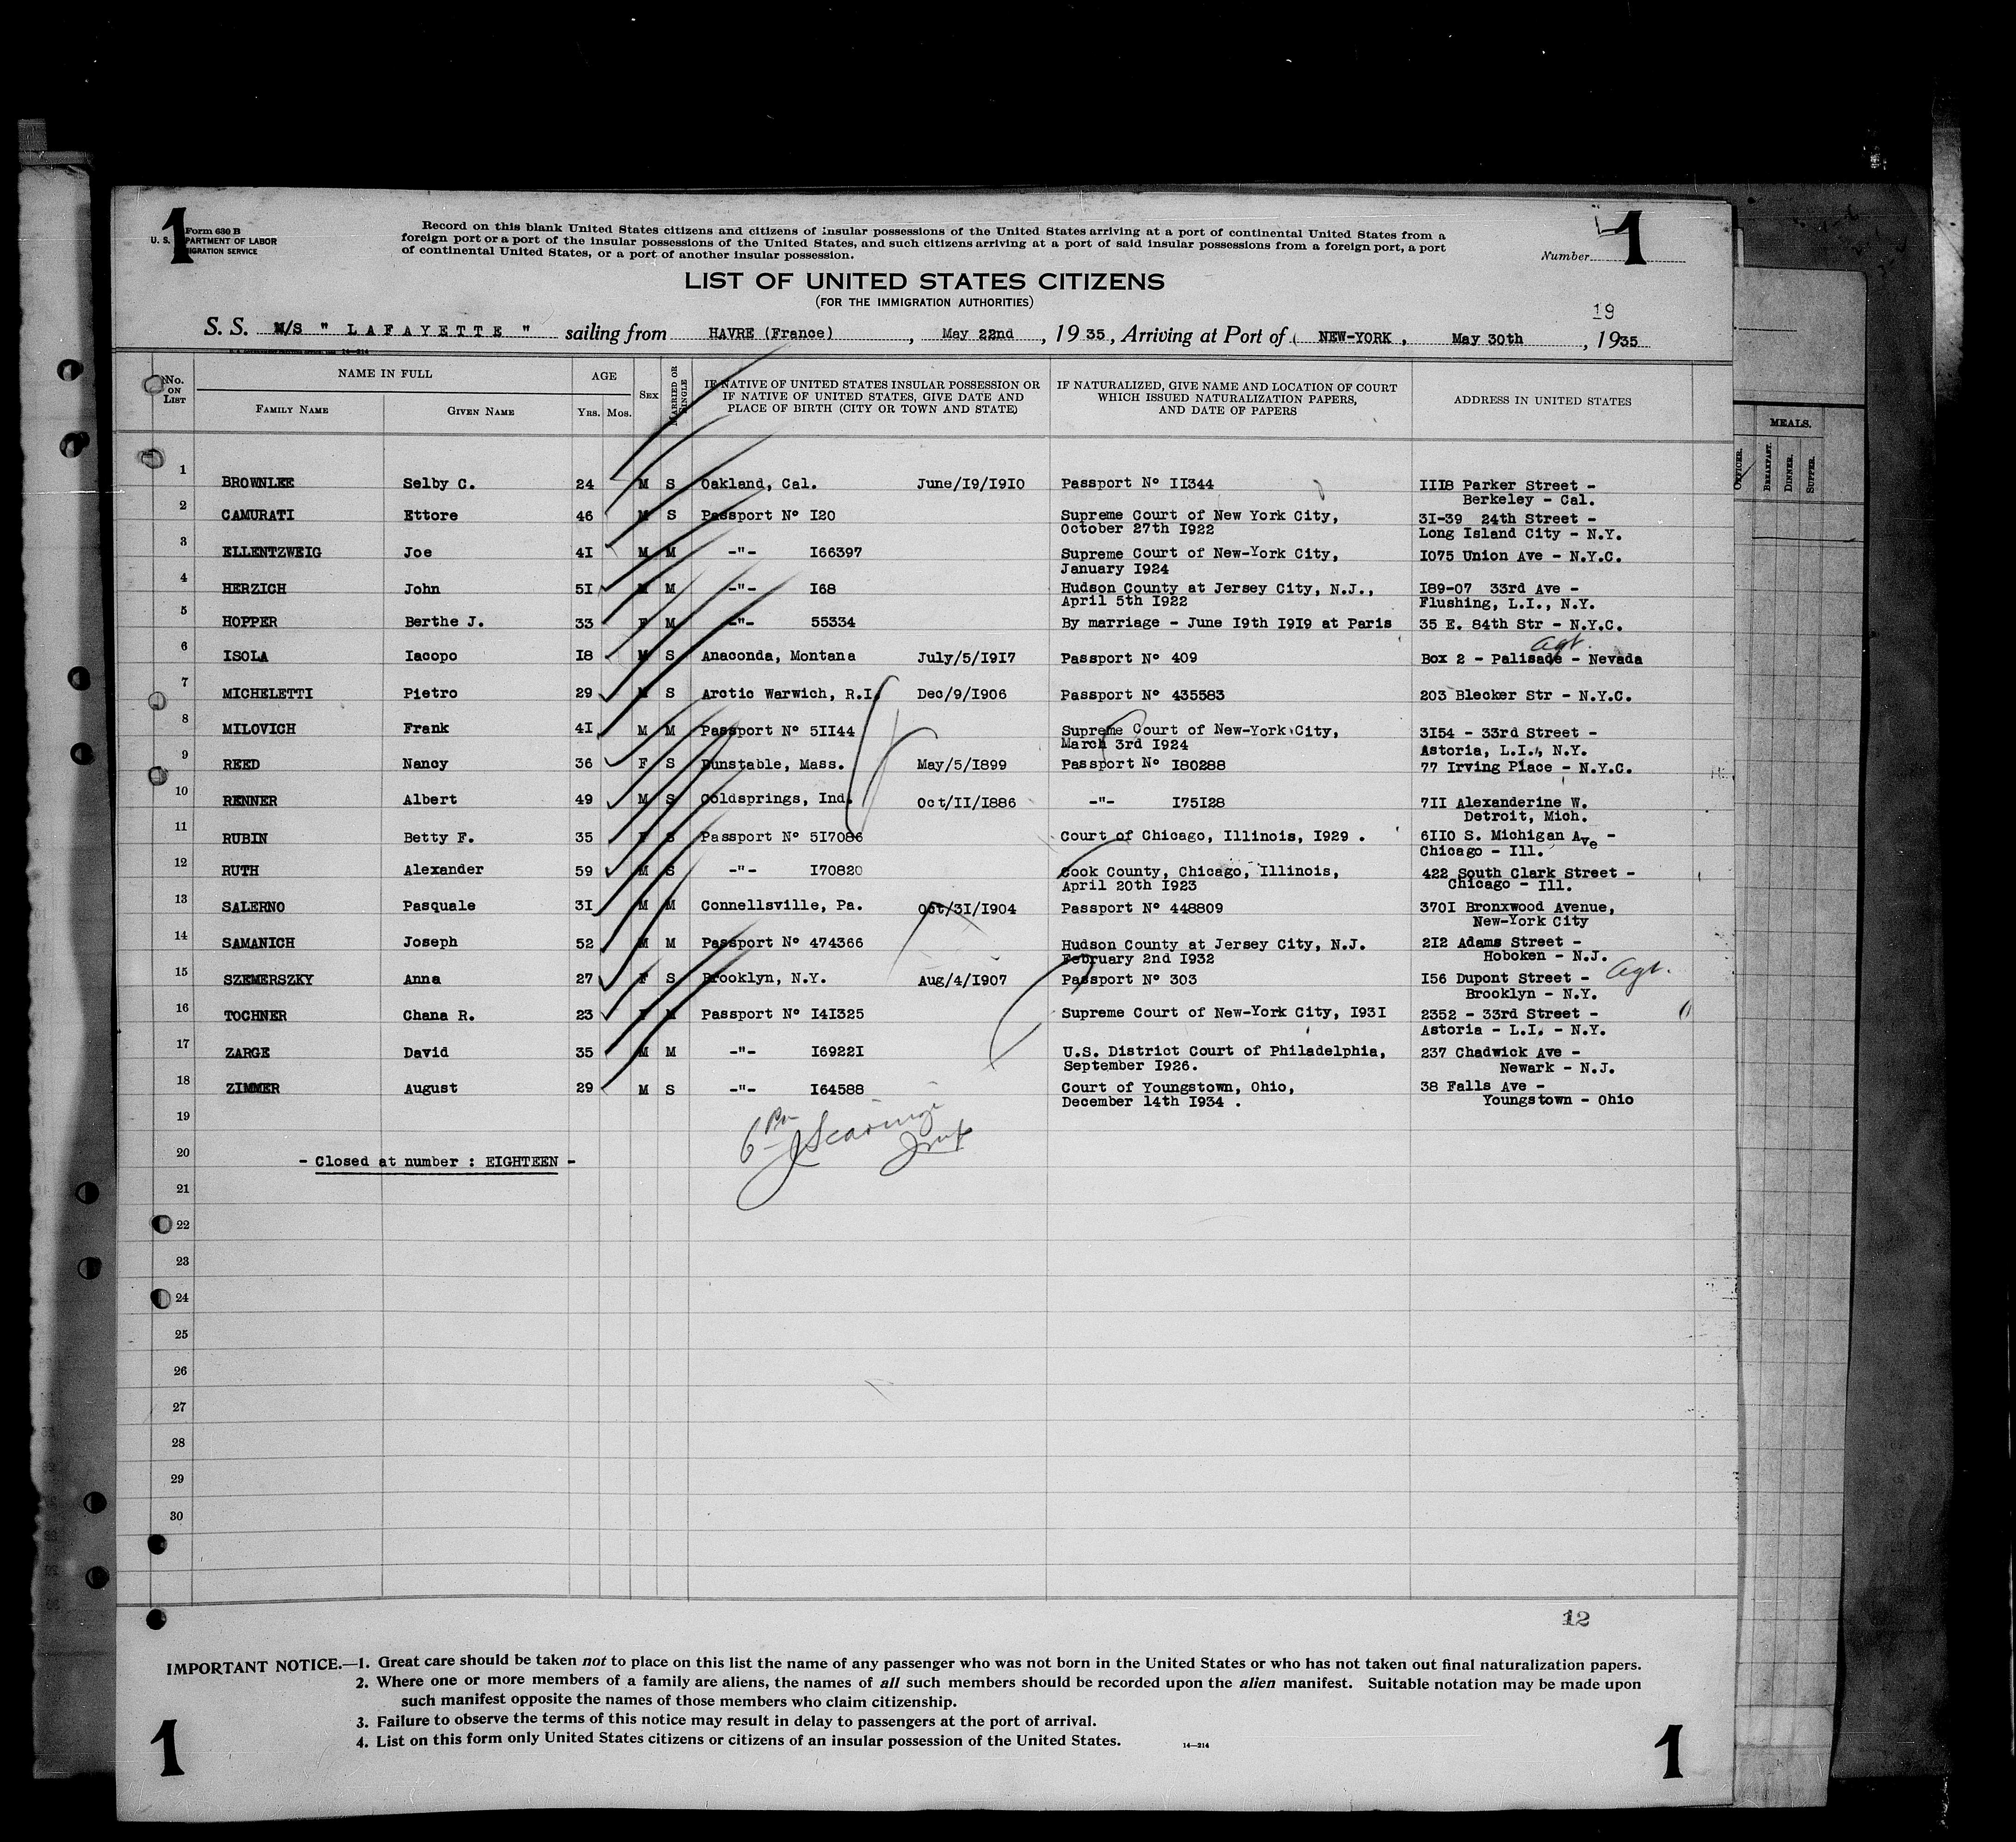 1 1
Form 630 B
U. S. PARTMENT OF LABOR
MIGRATION SERVICE
Record on this blank United States citizens and citizens of insular possessions of the United States arriving at a port of continental United States from a
foreign port or a port of the insular possessions of the United States, and such citizens arriving at a port of said insular possessions from a foreign port, a port
of continental United States, or a port of another insular possession.
Number
LIST OF UNITED STATES CITIZENS
(FOR THE IMMIGRATION AUTHORITIES)
19
S. S. M/S " LAFAYETTE " sailing from HAVRE (France), May 22nd, 1935, Arriving at Port of NEW-YORK, May 30th, 1935
No. ON LIST NAME IN FULL AGE SEX MARRIED OR SINGLE IF NATIVE OF UNITED STATES INSULAR POSSESSION OR IF NATIVE OF UNITED STATES, GIVE DATE AND PLACE OF BIRTH (CITY OR TOWN AND STATE) IF NATURALIZED, GIVE NAME AND LOCATION OF COURT WHICH ISSUED NATURALIZATION PAPERS, AND DATE OF PAPERS ADDRESS IN UNITED STATES
FAMILY NAME GIVEN NAME YRS. MOS.
MEALS.
OFFICER. BREAKFAST. DINNER. SUPPER.
1 BROWNLEE Selby C. 24 M S Oakland, Cal. June/I9/I9I0 Passport N° II344 III8 Parker Street -
Berkeley - Cal.
2 CAMURATI Ettore 46 M S Passport N° I20 Supreme Court of New York City, 3I-39 24th Street -
October 27th I922 Long Island City - N.Y.
3 ELLENTZWEIG Joe 4I M M -"- I66397 Supreme Court of New-York City, I075 Union Ave - N.Y.C.
January I924
4 HERZICH John 5I M M -"- I68 Hudson County at Jersey City, N.J., I89-07 33rd Ave -
April 5th I922 Flushing, L.I., N.Y.
5 HOPPER Berthe J. 33 F M -"- 55334 By marriage - June I9th I9I9 at Paris 35 E. 84th Str - N.Y.C.
agt.
6 ISOLA Iacopo I8 M S Anaconda, Montana July/5/I9I7 Passport N° 409 Box 2 - Palisade - Nevada
7 MICHELETTI Pietro 29 M S Arctic Warwich, R.I. Dec/9/I906 Passport N° 435583 203 Blecker Str - N.Y.C.
8 MILOVICH Frank 4I M M Passport N° 5II44 Supreme Court of New-York City, 3I54 - 33rd Street -
March 3rd I924 Astoria, L.I., N.Y.
9 REED Nancy 36 F S Dunstable, Mass. May/5/I899 Passport N° I80288 77 Irving Place - N.Y.C.
10 RENNER Albert 49 M S Coldsprings, Ind. Oct/II/I886 -"- I75I28 7II Alexanderine W.
Detroit, Mich.
11 RUBIN Betty F. 35 F S Passport N° 5I7086 Court of Chicago, Illinois, I929 . 6II0 S. Michigan Ave -
Chicago - Ill.
12 RUTH Alexander 59 M S -"- I70820 Cook County, Chicago, Illinois, 422 South Clark Street -
April 20th I923 Chicago - Ill.
13 SALERNO Pasquale 3I M M Connellsville, Pa. Oct/3I/I904 Passport N° 448809 370I Bronxwood Avenue,
New-York City
14 SAMANICH Joseph 52 M M Passport N° 474366 Hudson County at Jersey City, N.J. 2I2 Adams Street -
February 2nd I932 Hoboken - N.J.
15 SZEMERSZKY Anna 27 F S Brooklyn, N.Y. Aug/4/I907 Passport N° 303 I56 Dupont Street - agt.
Brooklyn - N.Y.
16 TOCHNER Chana R. 23 F M Passport N° I4I325 Supreme Court of New-York City, I93I 2352 - 33rd Street -
Astoria - L.I. - N.Y.
17 ZARGE David 35 M M -"- I6922I U.S. District Court of Philadelphia, 237 Chadwick Ave -
September I926. Newark - N.J.
18 ZIMMER August 29 M S -"- I64588 Court of Youngstown, Ohio, 38 Falls Ave -
December I4th I934 . Youngstown - Ohio
19
20 - Closed at number : EIGHTEEN -
21
22
23
24
25
26
27
28
29
30
12
IMPORTANT NOTICE.—1. Great care should be taken not to place on this list the name of any passenger who was not born in the United States or who has not taken out final naturalization papers.
2. Where one or more members of a family are aliens, the names of all such members should be recorded upon the alien manifest. Suitable notation may be made upon
such manifest opposite the names of those members who claim citizenship.
3. Failure to observe the terms of this notice may result in delay to passengers at the port of arrival.
4. List on this form only United States citizens or citizens of an insular possession of the United States.
14—214
1 1